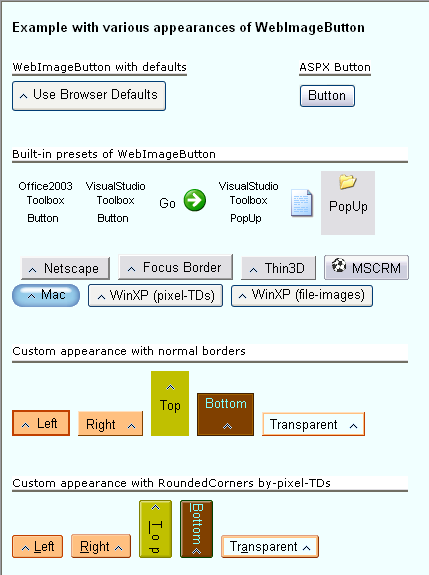 Example with various appearances of WebImageButton
WebImageButton with defaults
ASPX Button
Use Browser Defaults
Button
Built-in presets of WebImageButton
Office2003
Toolbox
Button
VisualStudio
Toolbox
Button
Go
VisualStudio
Toolbox
PopUp
PopUp
Netscape
Focus Border
Thin3D
MSCRM
Mac
WinXP (pixel-TDs)
WinXP (file-images)
Custom appearance with normal borders
Left
Right
Top
Bottom
Transparent
Custom appearance with RoundedCorners by-pixel-TDs
Left
Right
Top
Bottom
Transparent